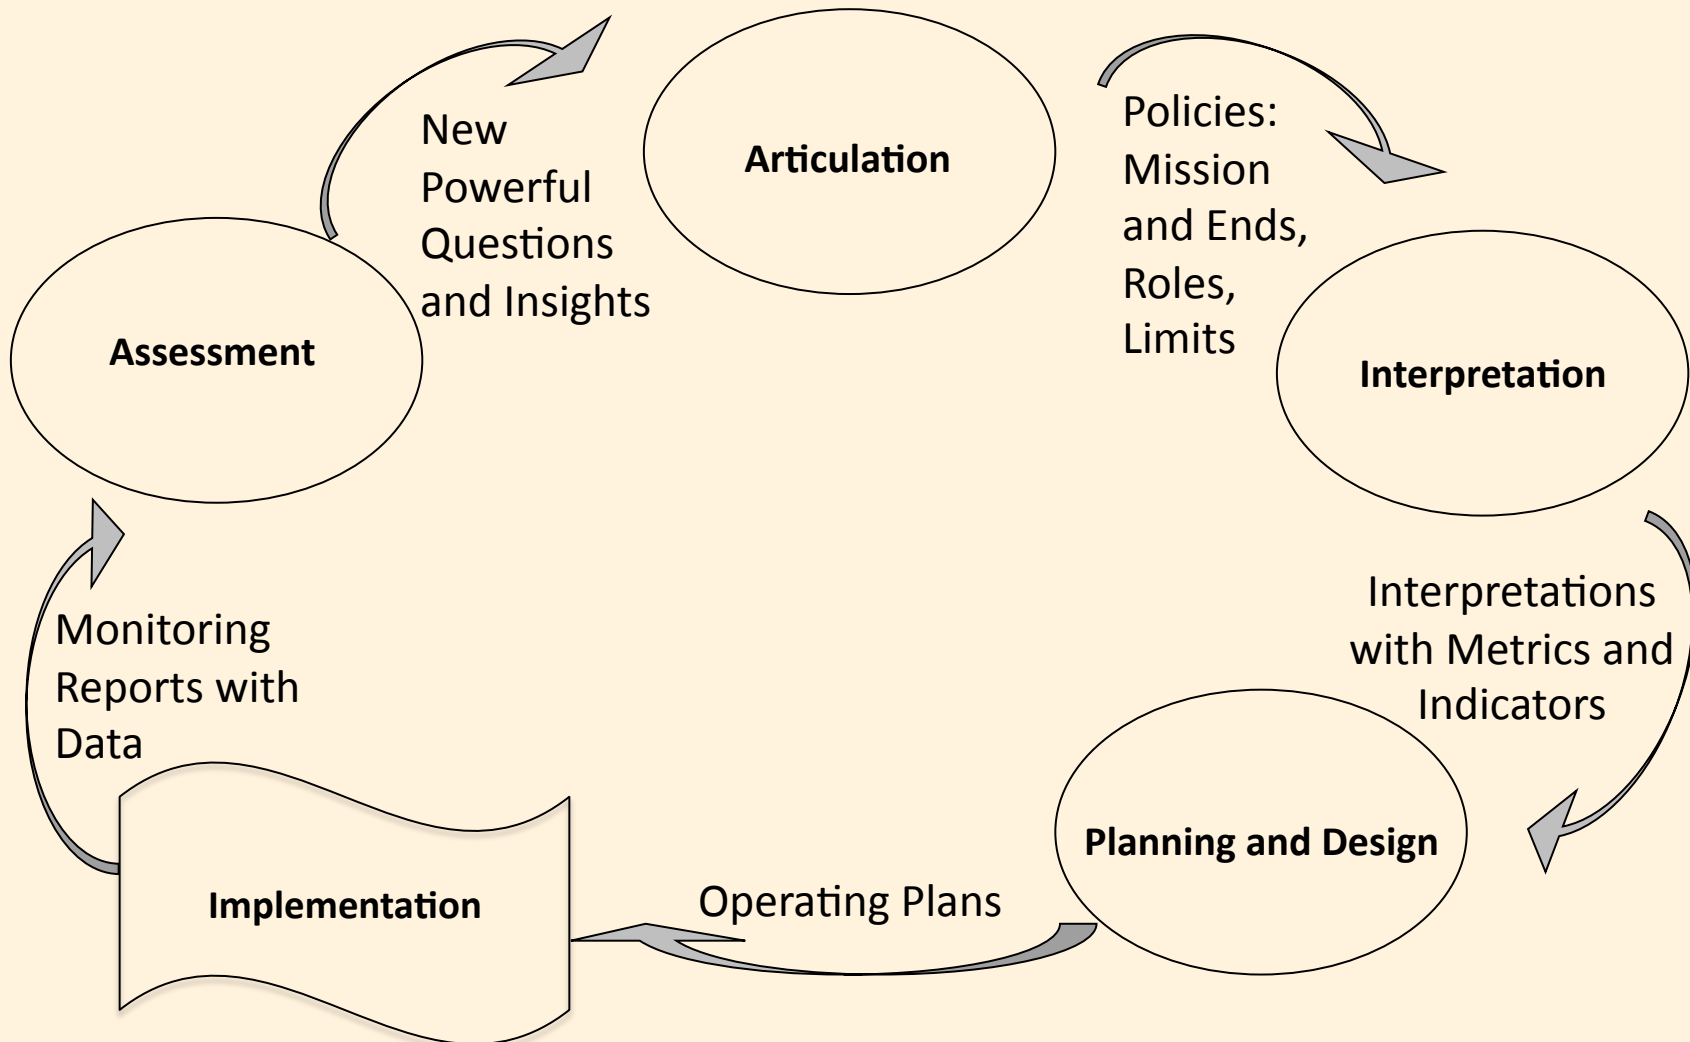 Articulation
Policies:
Mission
and Ends,
Roles,
Limits
Interpretation
Interpretations
with Metrics and
Indicators
Planning and Design
Operating Plans
Implementation
Monitoring
Reports with
Data
Assessment
New
Powerful
Questions
and Insights